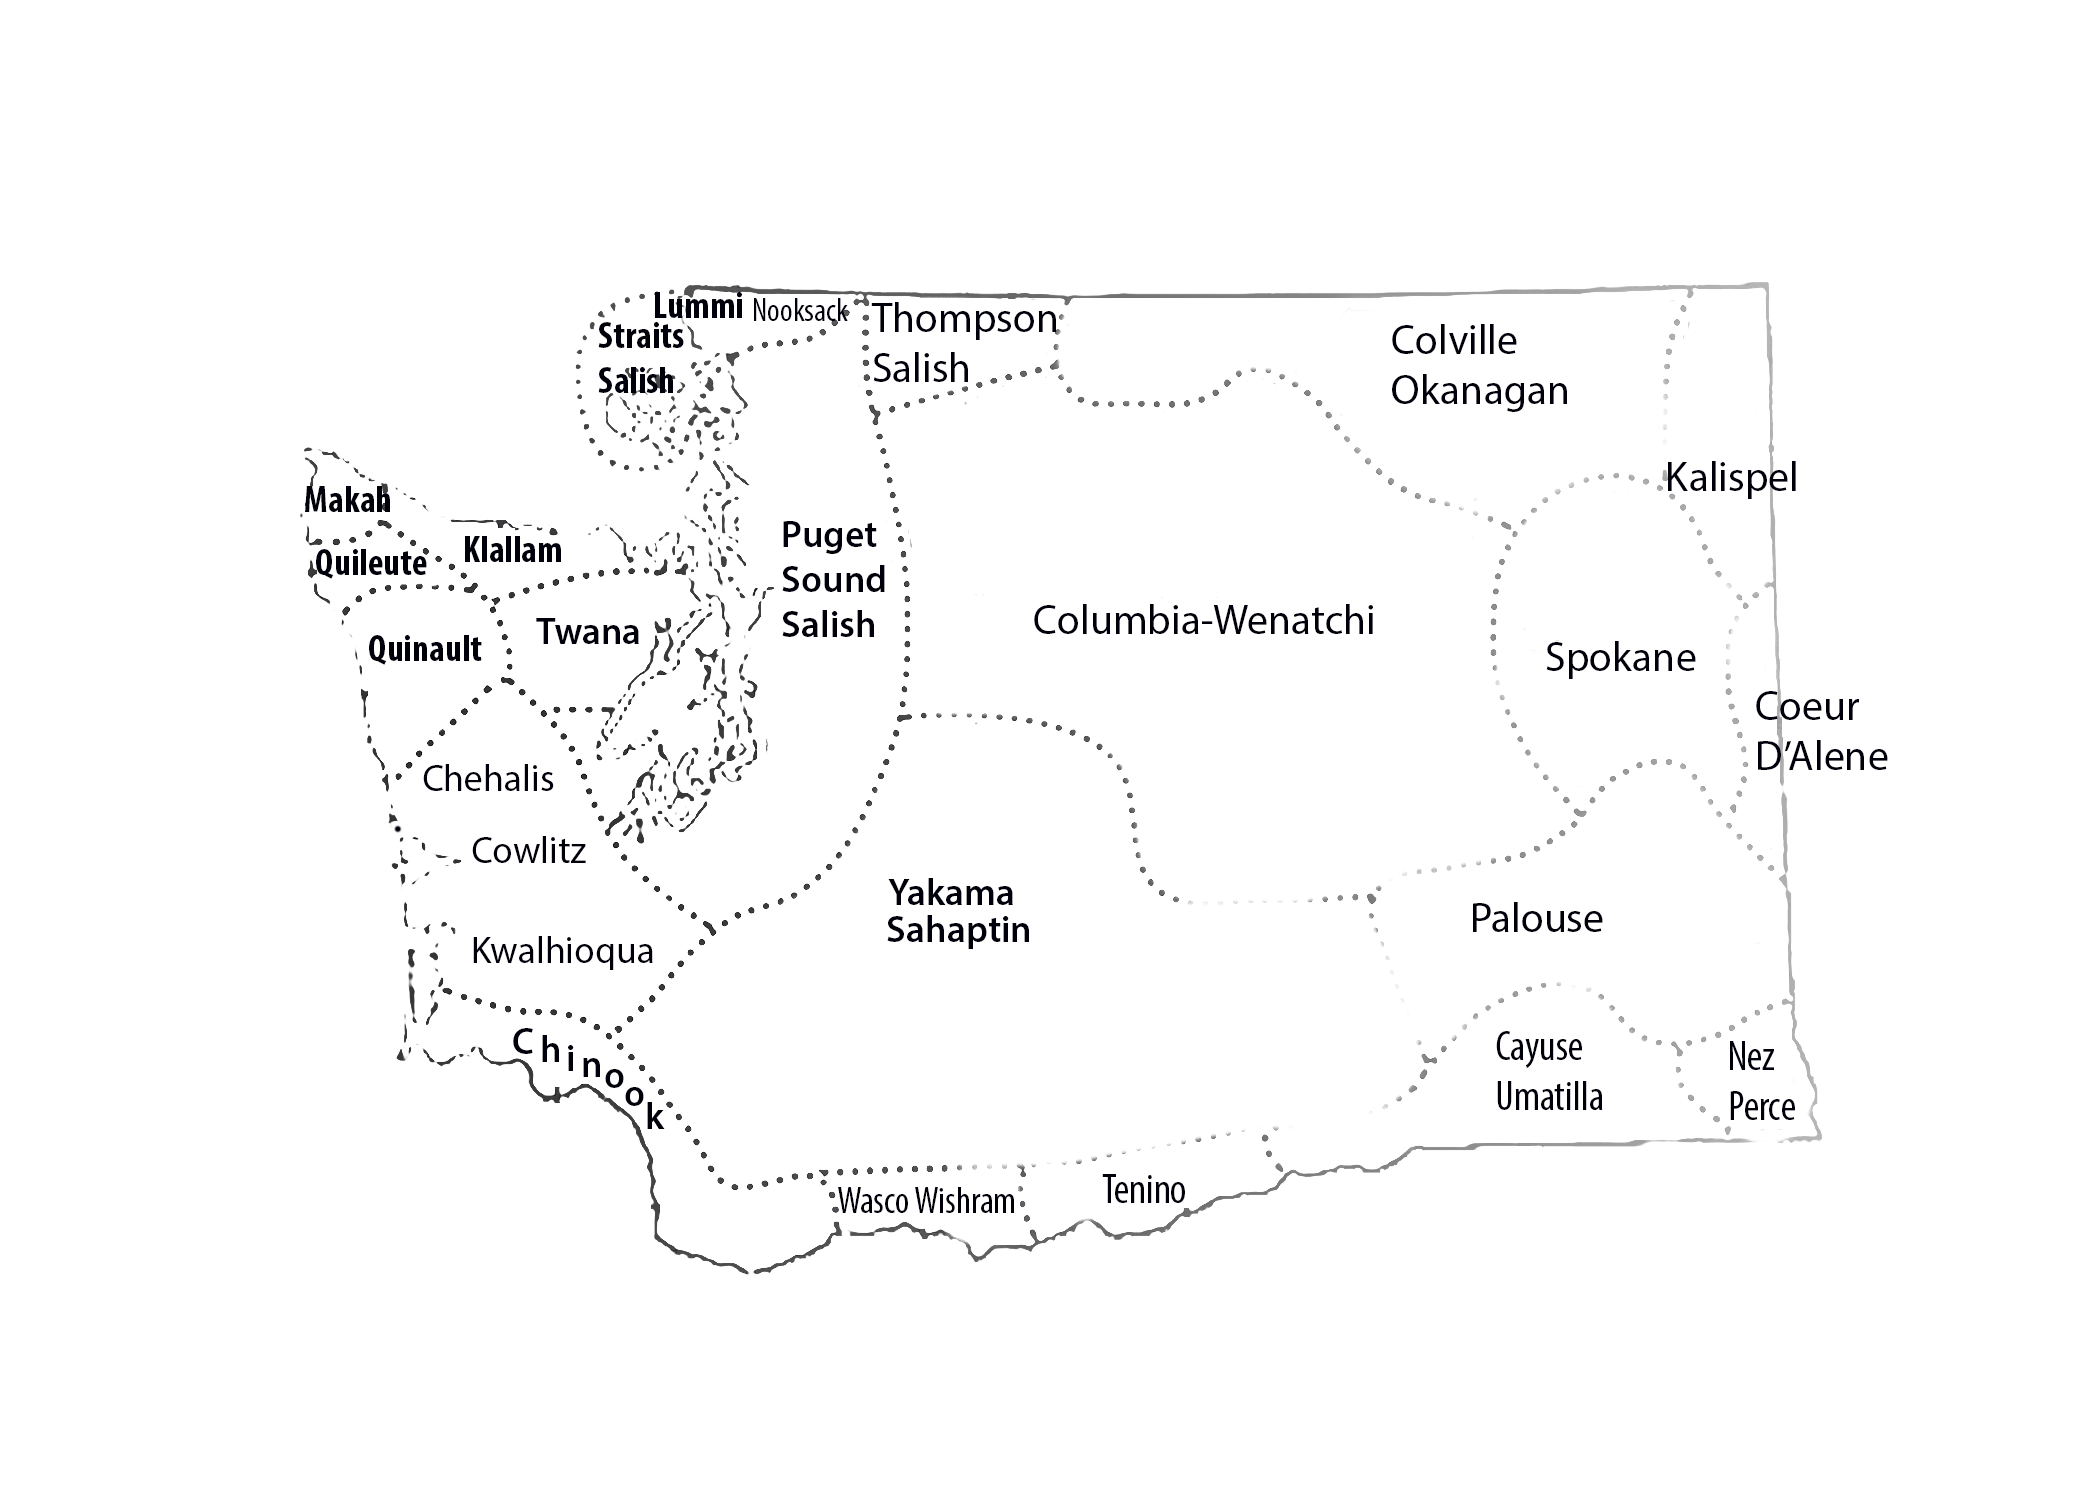 Lummi
Nooksack
Straits
Salish
Thompson
Salish
Colville
Okanagan
Kalispel
Makah
Quileute
Klallam
Puget
Sound
Salish
Twana
Quinault
Columbia-Wenatchi
Spokane
Coeur
D'Alene
Chehalis
Cowlitz
Yakama
Sahaptin
Palouse
Kwalhioqua
Chinook
Cayuse
Umatilla
Nez
Perce
Wasco Wishram
Tenino